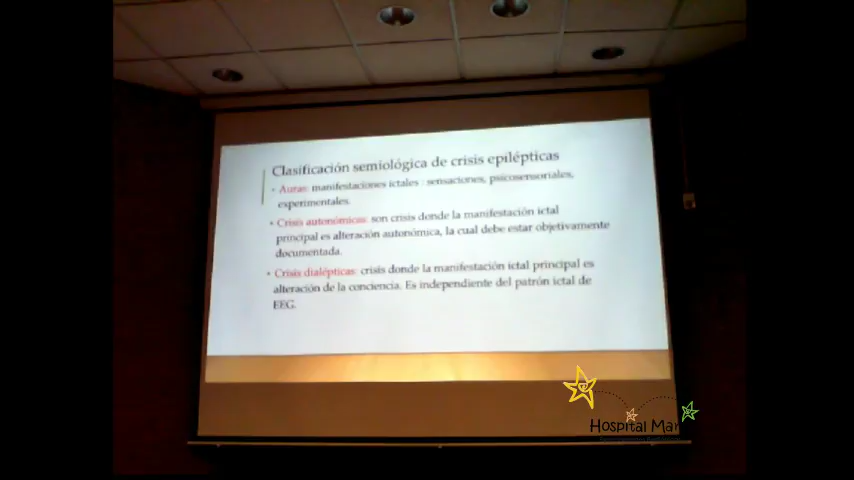 Clasificación semiológica de crisis epilépticas
• Auras: manifestaciones ictales : sensaciones, psicosensoriales,
experimentales.
• Crisis autonómicas: son crisis donde la manifestación ictal
principal es alteración autonómica, la cual debe estar objetivamente
documentada.
• Crisis dialépticas: crisis donde la manifestación ictal principal es
alteración de la conciencia. Es independiente del patrón ictal de
EEG.
Hospital Mar